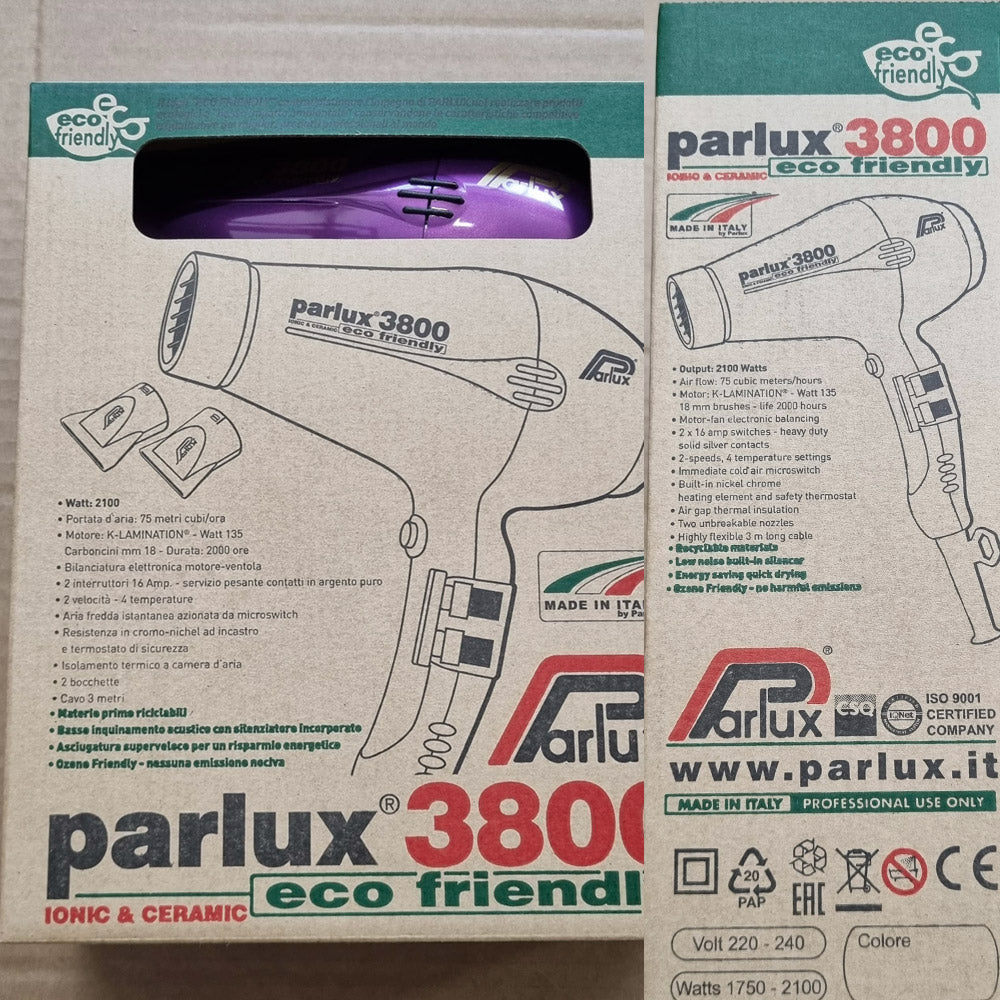 eco
friendly
Parlux
parlux® 3800
IONIC & CERAMIC eco friendly
Parlux
• Watt: 2100
• Portata d'aria: 75 metri cubi/ora
• Motore: K-LAMINATION® - Watt 135
Carboncini mm 18 - Durata: 2000 ore
• Bilanciatura elettronica motore-ventola
• 2 interruttori 16 Amp. - servizio pesante contatti in argento puro
• 2 velocità - 4 temperature
• Aria fredda istantanea azionata da microswitch
• Resistenza in cromo-nichel ad incastro
e termostato di sicurezza
• Isolamento termico a camera d'aria
• 2 bocchette
• Cavo 3 metri
• Materie prime riciclabili
• Basso inquinamento acustico con silenziatore incorporato
• Asciugatura superveloce per un risparmio energetico
• Ozono Friendly - nessuna emissione nociva
MADE IN ITA
by Pa
Parlu
parlux® 380
eco friendl
IONIC & CERAMIC
eco
friendly
parlux® 3800
IONIC & CERAMIC eco friendly
MADE IN ITALY
by Parlux
Parlux
parlux® 3800
eco friendly
• Output: 2100 Watts
• Air flow: 75 cubic meters/hours
• Motor: K-LAMINATION® - Watt 135
18 mm brushes - life 2000 hours
• Motor-fan electronic balancing
• 2 x 16 amp switches - heavy duty
solid silver contacts
• 2-speeds, 4 temperature settings
• Immediate cold air microswitch
• Built-in nickel chrome
heating element and safety thermostat
• Air gap thermal insulation
• Two unbreakable nozzles
• Highly flexible 3 m long cable
• Recyclable materials
• Low noise built-in silencer
• Energy saving quick drying
• Ozone Friendly - no harmful emissions
Parlux®
CSQ
IQNet
ISO 9001
CERTIFIED
COMPANY
www.parlux.it
MADE IN ITALY PROFESSIONAL USE ONLY
20
PAP
EAC
CE
Volt 220 - 240
Colore
Watts 1750 - 2100